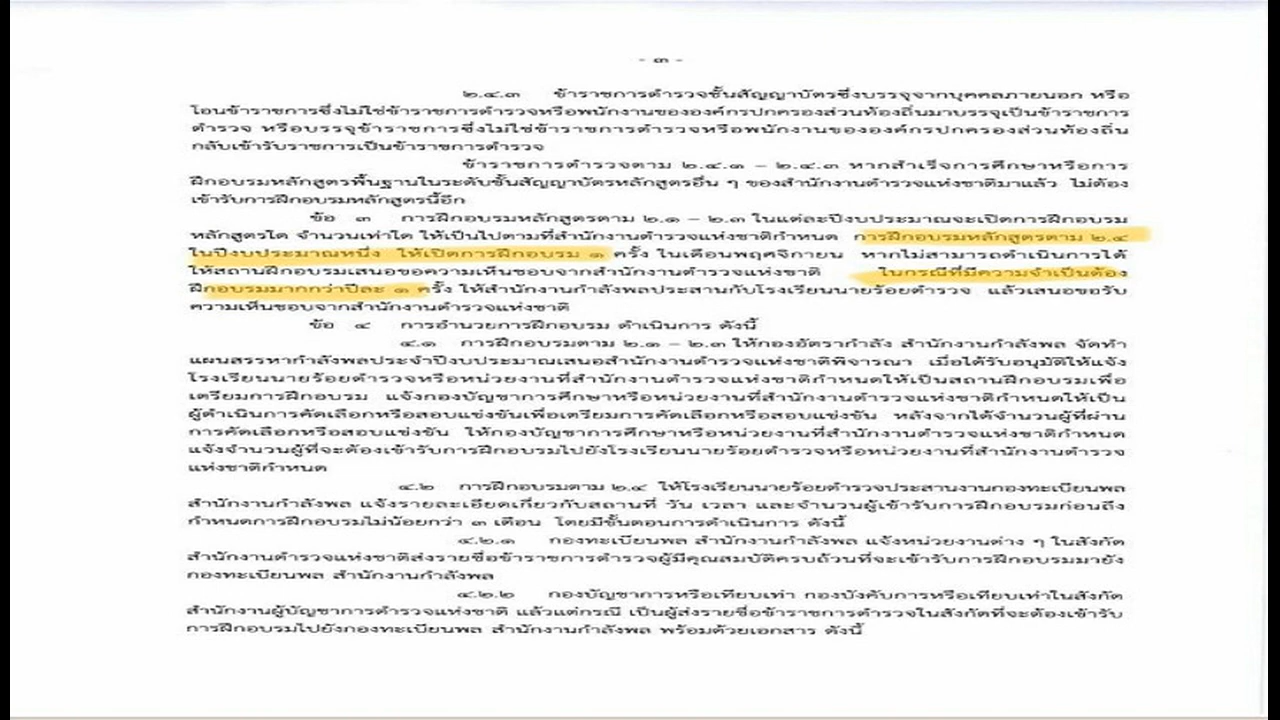 - ๓ -
๒.๔.๓ ข้าราชการตำรวจชั้นสัญญาบัตรซึ่งบรรจุจากบุคคลภายนอก หรือ
โอนข้าราชการซึ่งไม่ใช่ข้าราชการตำรวจหรือพนักงานขององค์กรปกครองส่วนท้องถิ่นมาบรรจุเป็นข้าราชการ
ตำรวจ หรือบรรจุข้าราชการซึ่งไม่ใช่ข้าราชการตำรวจหรือพนักงานขององค์กรปกครองส่วนท้องถิ่น
กลับเข้ารับราชการเป็นข้าราชการตำรวจ
ข้าราชการตำรวจตาม ๒.๔.๑ – ๒.๔.๓ หากสำเร็จการศึกษาหรือการ
ฝึกอบรมหลักสูตรพื้นฐานในระดับชั้นสัญญาบัตรหลักสูตรอื่น ๆ ของสำนักงานตำรวจแห่งชาติมาแล้ว ไม่ต้อง
เข้ารับการฝึกอบรมหลักสูตรนี้อีก
ข้อ ๓ การฝึกอบรมหลักสูตรตาม ๒.๑ – ๒.๓ ในแต่ละปีงบประมาณจะเปิดการฝึกอบรม
หลักสูตรใด จำนวนเท่าใด ให้เป็นไปตามที่สำนักงานตำรวจแห่งชาติกำหนด การฝึกอบรมหลักสูตรตาม ๒.๔
ในปีงบประมาณหนึ่ง ให้เปิดการฝึกอบรม ๑ ครั้ง ในเดือนพฤศจิกายน หากไม่สามารถดำเนินการได้
ให้สถานฝึกอบรมเสนอขอความเห็นชอบจากสำนักงานตำรวจแห่งชาติ ในกรณีที่มีความจำเป็นต้อง
ฝึกอบรมมากกว่าปีละ ๑ ครั้ง ให้สำนักงานกำลังพลประสานกับโรงเรียนนายร้อยตำรวจ แล้วเสนอขอรับ
ความเห็นชอบจากสำนักงานตำรวจแห่งชาติ
ข้อ ๔ การอำนวยการฝึกอบรม ดำเนินการ ดังนี้
๔.๑ การฝึกอบรมตาม ๒.๑ – ๒.๓ ให้กองอัตรากำลัง สำนักงานกำลังพล จัดทำ
แผนสรรหากำลังพลประจำปีงบประมาณเสนอสำนักงานตำรวจแห่งชาติพิจารณา เมื่อได้รับอนุมัติให้แจ้ง
โรงเรียนนายร้อยตำรวจหรือหน่วยงานที่สำนักงานตำรวจแห่งชาติกำหนดให้เป็นสถานฝึกอบรมเพื่อ
เตรียมการฝึกอบรม แจ้งกองบัญชาการศึกษาหรือหน่วยงานที่สำนักงานตำรวจแห่งชาติกำหนดให้เป็น
ผู้ดำเนินการคัดเลือกหรือสอบแข่งขันเพื่อเตรียมการคัดเลือกหรือสอบแข่งขัน หลังจากได้จำนวนผู้ที่ผ่าน
การคัดเลือกหรือสอบแข่งขัน ให้กองบัญชาการศึกษาหรือหน่วยงานที่สำนักงานตำรวจแห่งชาติกำหนด
แจ้งจำนวนผู้ที่จะต้องเข้ารับการฝึกอบรมไปยังโรงเรียนนายร้อยตำรวจหรือหน่วยงานที่สำนักงานตำรวจ
แห่งชาติกำหนด
๔.๒ การฝึกอบรมตาม ๒.๔ ให้โรงเรียนนายร้อยตำรวจประสานงานกองทะเบียนพล
สำนักงานกำลังพล แจ้งรายละเอียดเกี่ยวกับสถานที่ วัน เวลา และจำนวนผู้เข้ารับการฝึกอบรมก่อนถึง
กำหนดการฝึกอบรมไม่น้อยกว่า ๓ เดือน โดยมีขั้นตอนการดำเนินการ ดังนี้
๔.๒.๑ กองทะเบียนพล สำนักงานกำลังพล แจ้งหน่วยงานต่าง ๆ ในสังกัด
สำนักงานตำรวจแห่งชาติส่งรายชื่อข้าราชการตำรวจผู้มีคุณสมบัติครบถ้วนที่จะเข้ารับการฝึกอบรมมายัง
กองทะเบียนพล สำนักงานกำลังพล
๔.๒.๒ กองบัญชาการหรือเทียบเท่า กองบังคับการหรือเทียบเท่าในสังกัด
สำนักงานผู้บัญชาการตำรวจแห่งชาติ แล้วแต่กรณี เป็นผู้ส่งรายชื่อข้าราชการตำรวจในสังกัดที่จะต้องเข้ารับ
การฝึกอบรมไปยังกองทะเบียนพล สำนักงานกำลังพล พร้อมด้วยเอกสาร ดังนี้